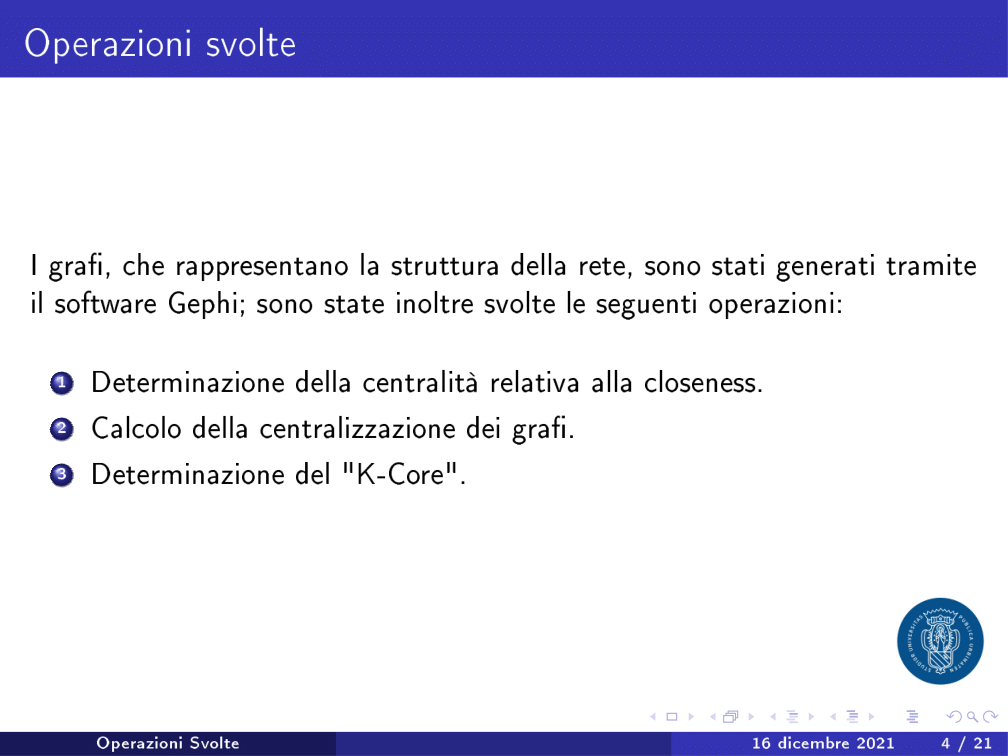 Operazioni svolte
I grafi, che rappresentano la struttura della rete, sono stati generati tramite
il software Gephi; sono state inoltre svolte le seguenti operazioni:
1 Determinazione della centralità relativa alla closeness.
2 Calcolo della centralizzazione dei grafi.
3 Determinazione del "K-Core".
Operazioni Svolte 16 dicembre 2021 4 / 21